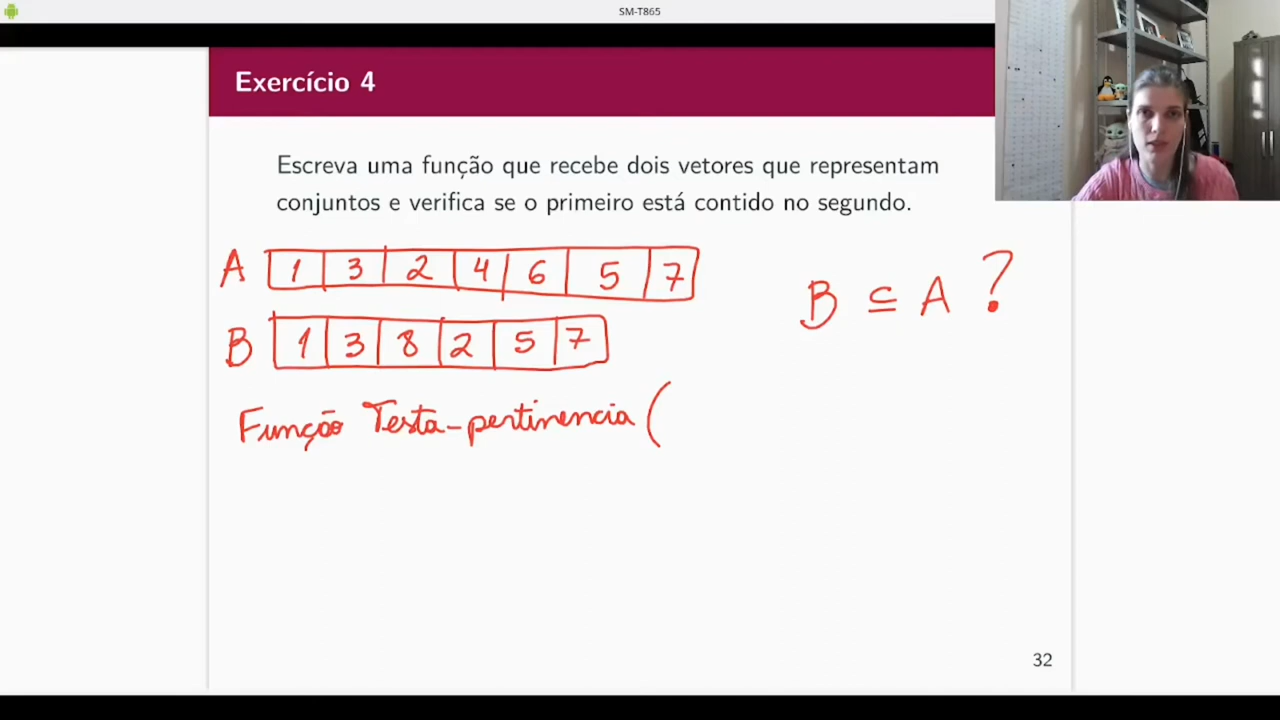 SM-T865
Exercício 4
Escreva uma função que recebe dois vetores que representam
conjuntos e verifica se o primeiro está contido no segundo.
A 1 3 2 4 6 5 7
B ⊆ A ?
B 1 3 8 2 5 7
Função Testa-pertinencia (
32